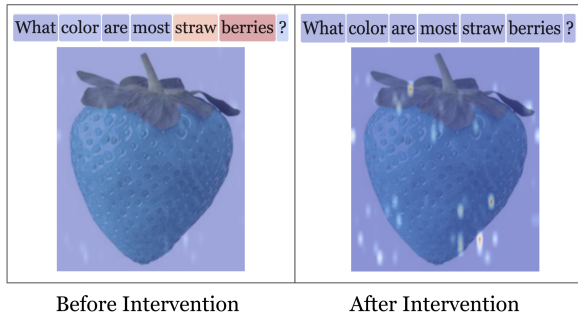 What color are most straw berries ?
What color are most straw berries ?
Before Intervention
After Intervention